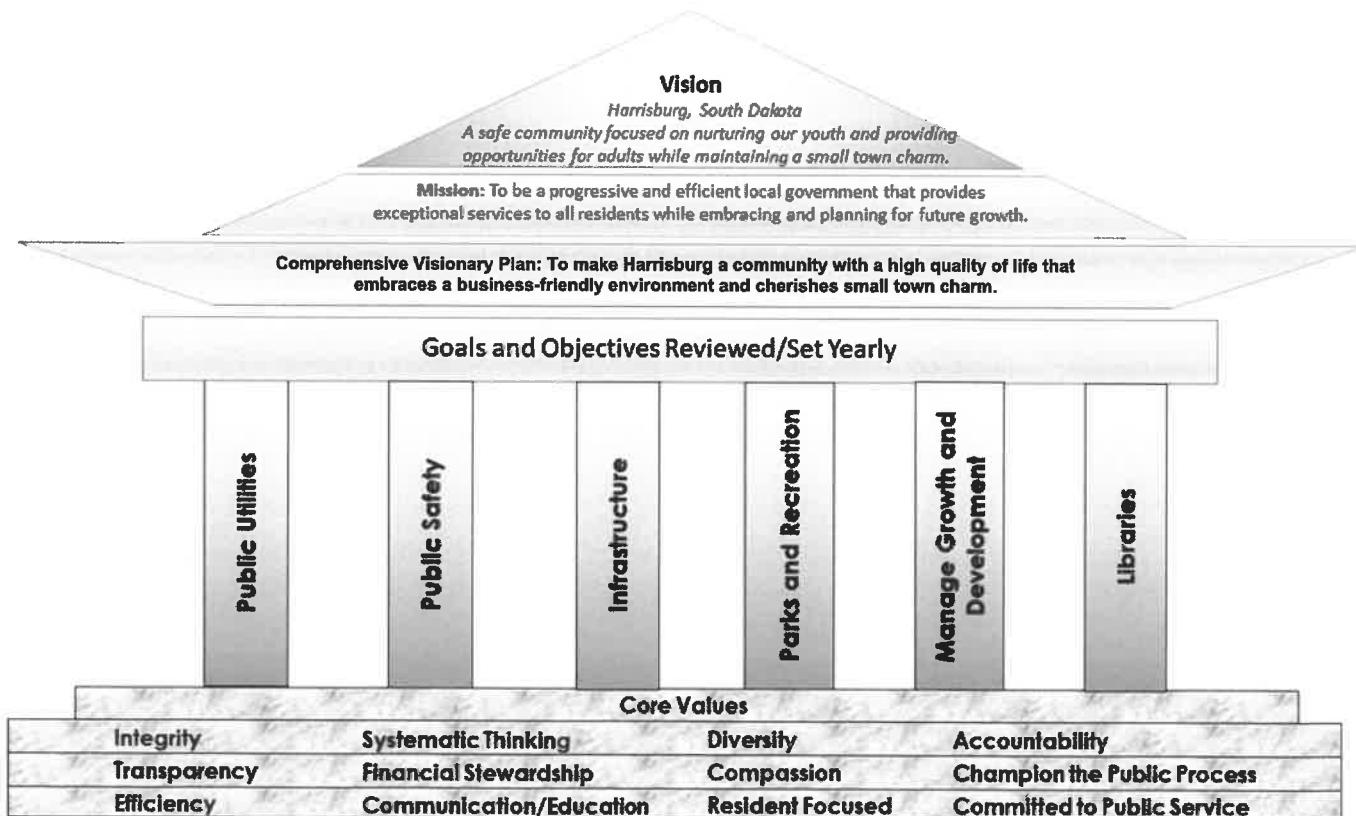 Vision
Harrisburg, South Dakota
A safe community focused on nurturing our youth and providing
opportunities for adults while maintaining a small town charm.
Mission: To be a progressive and efficient local government that provides
exceptional services to all residents while embracing and planning for future growth.
Comprehensive Visionary Plan: To make Harrisburg a community with a high quality of life that
embraces a business-friendly environment and cherishes small town charm.
Goals and Objectives Reviewed/Set Yearly
Public Utilities
Public Safety
Infrastructure
Parks and Recreation
Manage Growth and
Development
Libraries
Core Values
Integrity Systematic Thinking Diversity Accountability
Transparency Financial Stewardship Compassion Champion the Public Process
Efficiency Communication/Education Resident Focused Committed to Public Service